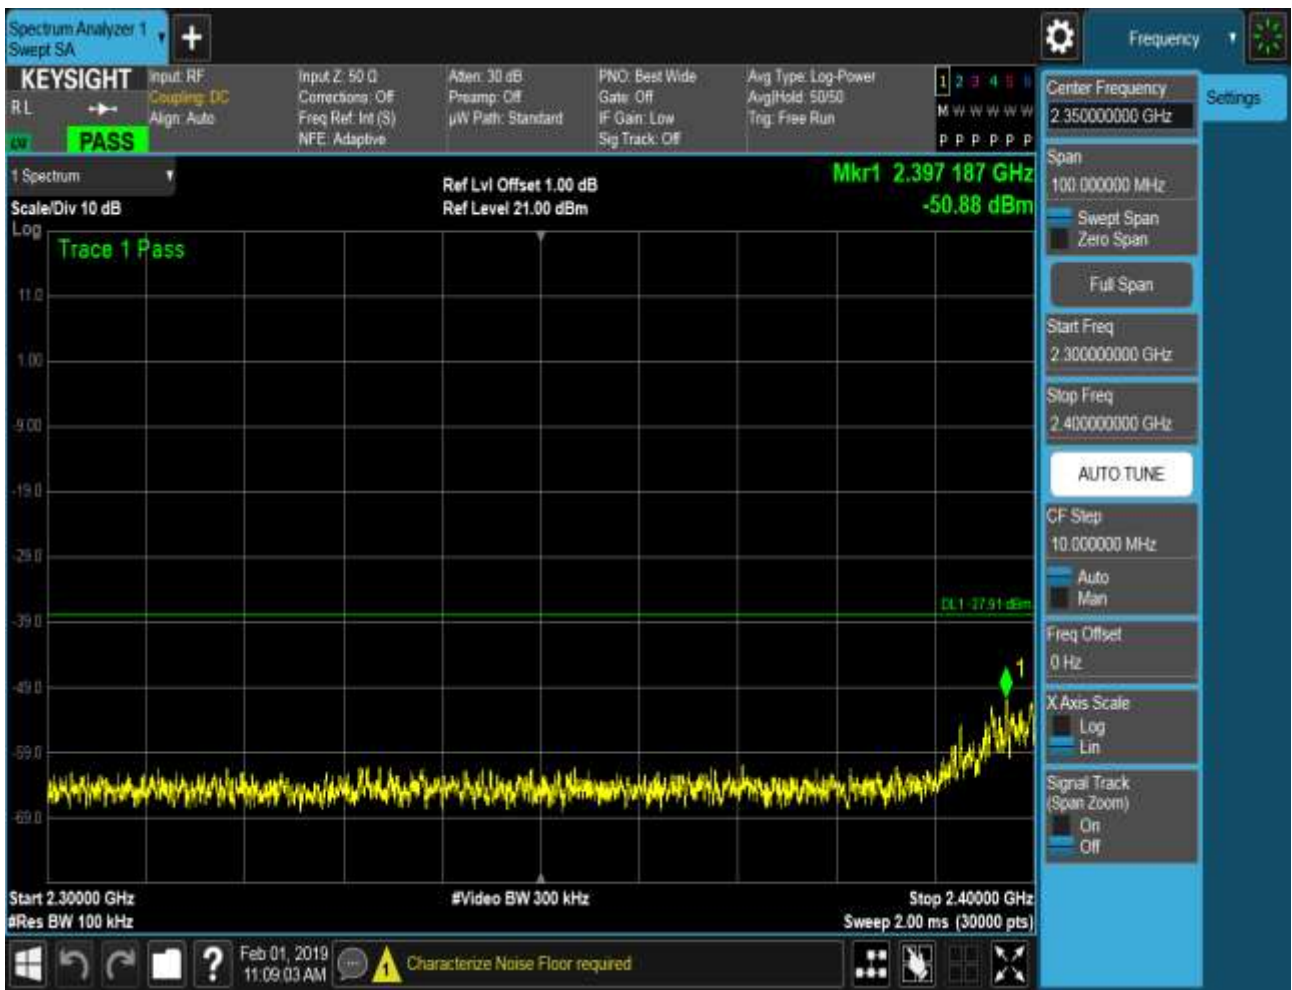 Spectrum Analyzer 1
Swept SA
+
Frequency
KEYSIGHT
Input: RF
Input Z: 50 Ω
Atten: 30 dB
PNO: Best Wide
Avg Type: Log-Power
1 2 3 4 5 6
RL
Coupling: DC
Corrections: Off
Preamp: Off
Gate: Off
Avg|Hold: 50/50
M W W W W W
Align: Auto
Freq Ref: Int (S)
µW Path: Standard
IF Gain: Low
Trig: Free Run
PASS
NFE: Adaptive
Sig Track: Off
P P P P P P
1 Spectrum
Scale/Div 10 dB
Log
Ref Lvl Offset 1.00 dB
Ref Level 21.00 dBm
Mkr1 2.397 187 GHz
-50.88 dBm
Trace 1 Pass
11.0
1.00
-9.00
-19.0
-29.0
DL1 -37.91 dBm
-39.0
1
-49.0
-59.0
-69.0
Start 2.30000 GHz
#Video BW 300 kHz
Stop 2.40000 GHz
#Res BW 100 kHz
Sweep 2.00 ms (30000 pts)
?
Feb 01, 2019
11:09:03 AM
1
Characterize Noise Floor required
Center Frequency
2.350000000 GHz
Settings
Span
100.000000 MHz
Swept Span
Zero Span
Full Span
Start Freq
2.300000000 GHz
Stop Freq
2.400000000 GHz
AUTO TUNE
CF Step
10.000000 MHz
Auto
Man
Freq Offset
0 Hz
X Axis Scale
Log
Lin
Signal Track
(Span Zoom)
On
Off